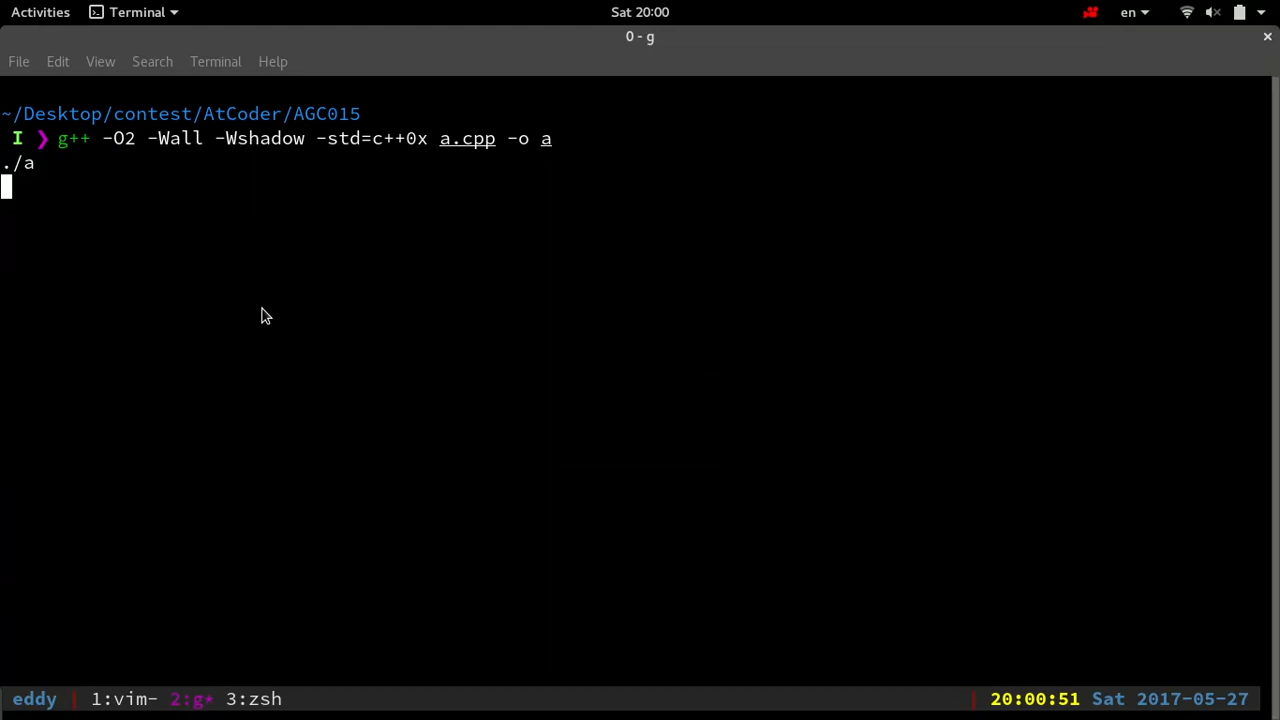 Activities Terminal Sat 20:00 en
0 - g
File Edit View Search Terminal Help
~/Desktop/contest/AtCoder/AGC015
I ❯ g++ -O2 -Wall -Wshadow -std=c++0x a.cpp -o a
./a
eddy 1:vim- 2:g* 3:zsh 20:00:51 Sat 2017-05-27